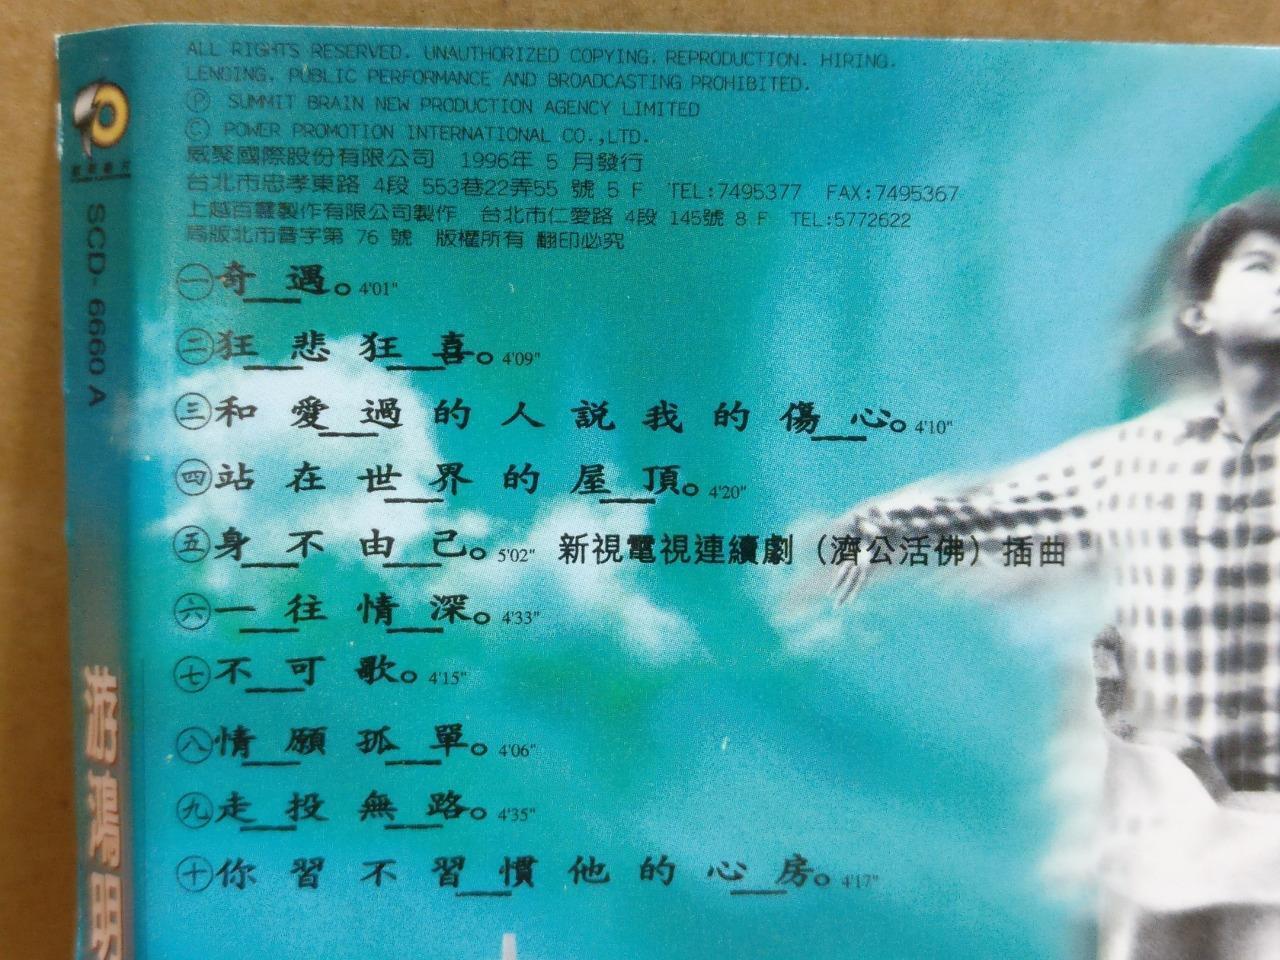 ALL RIGHTS RESERVED. UNAUTHORIZED COPYING. REPRODUCTION. HIRING.
LENDING. PUBLIC PERFORMANCE AND BROADCASTING PROHIBITED.
Ⓟ SUMMIT BRAIN NEW PRODUCTION AGENCY LIMITED
Ⓒ POWER PROMOTION INTERNATIONAL CO.,LTD.
威聚國際股份有限公司 1996年 5 月發行
台北市忠孝東路 4段 553巷22弄55 號 5 F TEL:7495377 FAX:7495367
上越百靈製作有限公司製作 台北市仁愛路 4段 145號 8 F TEL:5772622
局版北市音字第 76 號 版權所有 翻印必究
㊀奇遇。4'01"
㊁狂悲狂喜。4'09"
㊂和愛過的人說我的傷心。4'10"
㊃站在世界的屋頂。4'20"
㊄身不由己。5'02" 新視電視連續劇（濟公活佛）插曲
㊅一往情深。4'33"
㊆不可歌。4'15"
㊇情願孤單。4'06"
㊈走投無路。4'35"
㊉你習不習慣他的心房。4'17"
SCD- 6660 A
游鴻明